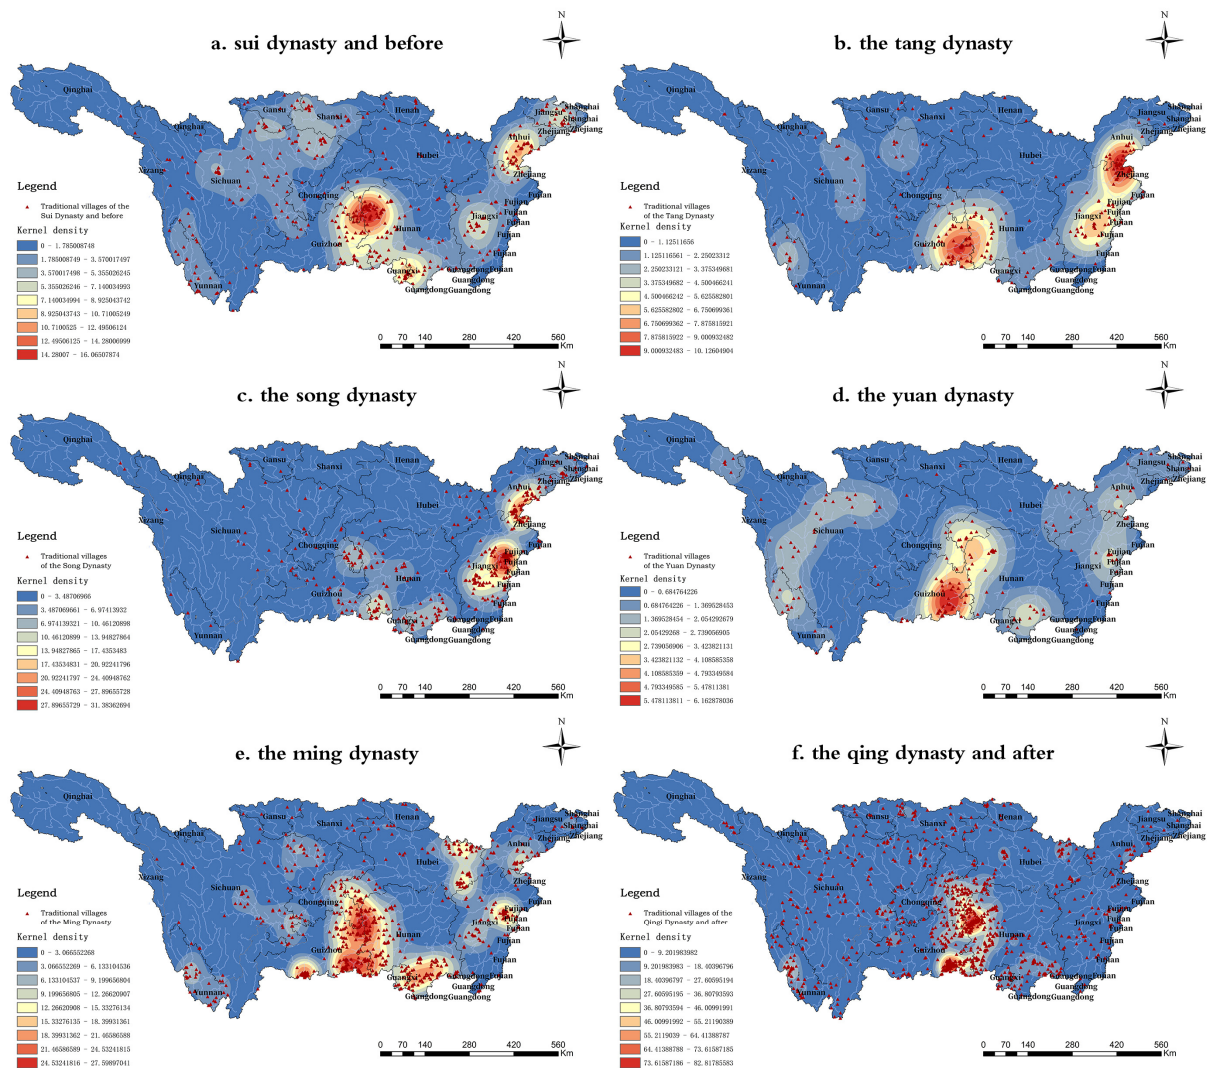 a. sui dynasty and before
N
Qinghai
Gansu
Shanxi
Henan
Jiangsu
Shanghai
Shanghai
Zhejiang
Qinghai
Anhui
Xizang
Hubei
Zhejiang
Sichuan
Chongqing
Fujian
Fujian
Jiangxi
Fujian
Fujian
Hunan
Guizhou
Fujian
Guangxi
Guangdong
Guangdong
Guangdong
Yunnan
Legend
Traditional villages of the
Sui Dynasty and before
Kernel density
0 - 1.785008748
1.785008749 - 3.570017497
3.570017498 - 5.355026245
5.355026246 - 7.140034993
7.140034994 - 8.925043742
8.925043743 - 10.71005249
10.7100525 - 12.49506124
12.49506125 - 14.28006999
14.28007 - 16.06507874
0 70 140 280 420 560
Km
b. the tang dynasty
N
Qinghai
Gansu
Shanxi
Henan
Jiangsu
Shanghai
Shanghai
Zhejiang
Qinghai
Anhui
Xizang
Hubei
Zhejiang
Sichuan
Chongqing
Fujian
Fujian
Jiangxi
Fujian
Fujian
Hunan
Guizhou
Fujian
Guangxi
Guangdong
Guangdong
Guangdong
Yunnan
Legend
Traditional villages
of the Tang Dynasty
Kernel density
0 - 1.12511656
1.125116561 - 2.25023312
2.25023121 - 3.375349681
3.375349682 - 4.500466241
4.500466242 - 5.625582801
5.625582802 - 6.750699361
6.750699362 - 7.875815921
7.875815922 - 9.000932482
9.000932483 - 10.12604904
0 70 140 280 420 560
Km
c. the song dynasty
N
Qinghai
Gansu
Shanxi
Henan
Jiangsu
Shanghai
Shanghai
Zhejiang
Qinghai
Anhui
Xizang
Hubei
Zhejiang
Sichuan
Chongqing
Fujian
Fujian
Jiangxi
Fujian
Fujian
Hunan
Fujian
Guangxi
Guangdong
Guangdong
Guangdong
Yunnan
Legend
Traditional villages
of the Song Dynasty
Kernel density
0 - 3.48706966
3.487069661 - 6.97413932
6.974139321 - 10.46120898
10.46120899 - 13.94827864
13.94827865 - 17.4353483
17.43534831 - 20.92241796
20.92241797 - 24.40948762
24.40948763 - 27.89655728
27.89655729 - 31.38362694
0 70 140 280 420 560
Km
d. the yuan dynasty
N
Qinghai
Gansu
Shanxi
Henan
Jiangsu
Shanghai
Shanghai
Zhejiang
Qinghai
Anhui
Xizang
Hubei
Zhejiang
Sichuan
Chongqing
Fujian
Fujian
Jiangxi
Fujian
Fujian
Hunan
Guizhou
Fujian
Guangxi
Guangdong
Guangdong
Guangdong
Yunnan
Legend
Traditional villages
of the Yuan Dynasty
Kernel density
0 - 0.684764226
0.684764226 - 1.369528453
1.369528454 - 2.054292679
2.05429268 - 2.739056905
2.739056906 - 3.423821131
3.423821132 - 4.108585358
4.108585359 - 4.793349584
4.793349585 - 5.47811381
5.478113811 - 6.162878036
0 70 140 280 420 560
Km
e. the ming dynasty
N
Qinghai
Gansu
Shanxi
Henan
Jiangsu
Shanghai
Shanghai
Zhejiang
Qinghai
Anhui
Xizang
Hubei
Zhejiang
Sichuan
Chongqing
Fujian
Fujian
Jiangxi
Fujian
Hunan
Guizhou
Fujian
Guangxi
Guangdong
Guangdong
Guangdong
Yunnan
Legend
Traditional villages
of the Ming Dynasty
Kernel density
0 - 3.066552268
3.066552269 - 6.133104536
6.133104537 - 9.199656804
9.199656805 - 12.26620907
12.26620908 - 15.33276134
15.33276135 - 18.39931361
18.39931362 - 21.46586588
21.46586589 - 24.53241815
24.53241816 - 27.59897041
0 70 140 280 420 560
Km
f. the qing dynasty and after
N
Qinghai
Gansu
Shanxi
Henan
Jiangsu
Shanghai
Shanghai
Zhejiang
Qinghai
Anhui
Xizang
Hubei
Zhejiang
Sichuan
Chongqing
Fujian
Fujian
Jiangxi
Fujian
Hunan
Guizhou
Fujian
Guangxi
Guangdong
Guangdong
Guangdong
Yunnan
Legend
Traditional villages of the
Qingi Dynasty and after
Kernel density
0 - 9.201983982
9.201983983 - 18.40396796
18.40396797 - 27.60595194
27.60595195 - 36.80793593
36.80793594 - 46.00991991
46.00991992 - 55.21190389
55.2119039 - 64.41388787
64.41388788 - 73.61587185
73.61587186 - 82.81785583
0 70 140 280 420 560
Km